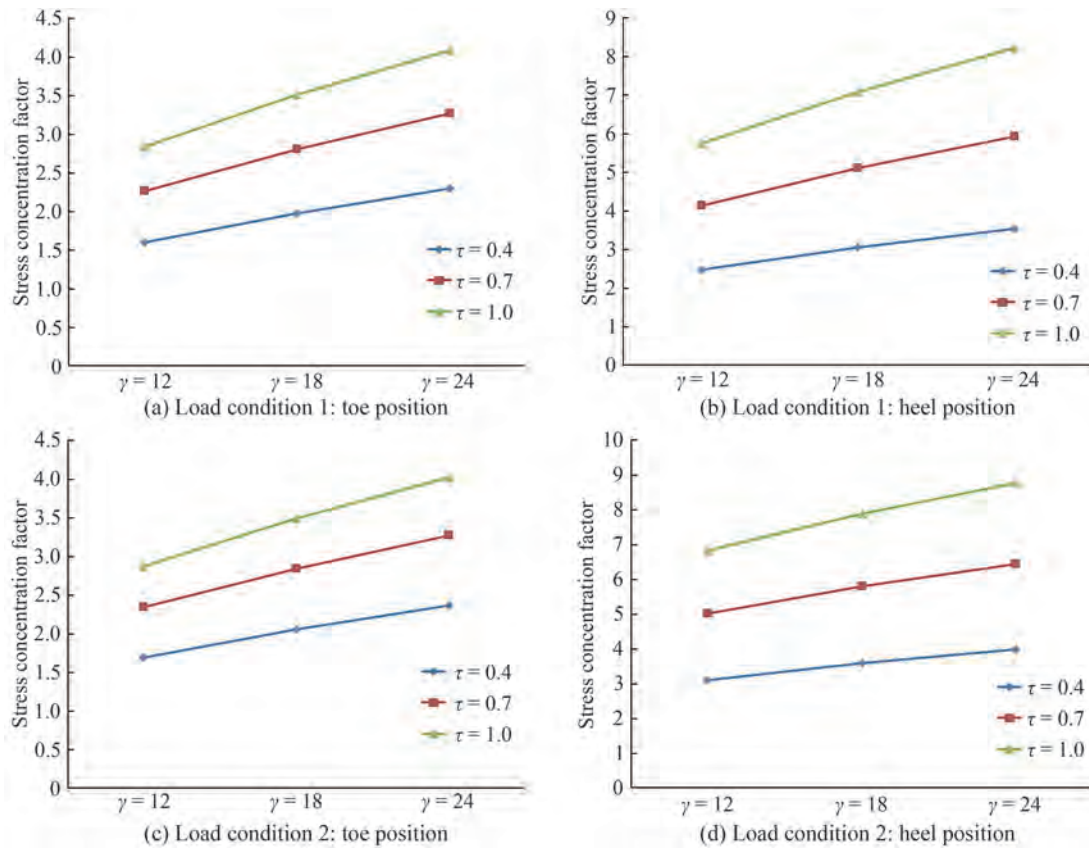 Stress concentration factor
4.5
4.0
3.5
3.0
2.5
2.0
1.5
1.0
0.5
0
τ = 0.4
τ = 0.7
τ = 1.0
γ = 12
γ = 18
γ = 24
(a) Load condition 1: toe position
Stress concentration factor
9
8
7
6
5
4
3
2
1
0
τ = 0.4
τ = 0.7
τ = 1.0
γ = 12
γ = 18
γ = 24
(b) Load condition 1: heel position
Stress concentration factor
4.5
4.0
3.5
3.0
2.5
2.0
1.5
1.0
0.5
0
τ = 0.4
τ = 0.7
τ = 1.0
γ = 12
γ = 18
γ = 24
(c) Load condition 2: toe position
Stress concentration factor
10
9
8
7
6
5
4
3
2
1
0
τ = 0.4
τ = 0.7
τ = 1.0
γ = 12
γ = 18
γ = 24
(d) Load condition 2: heel position